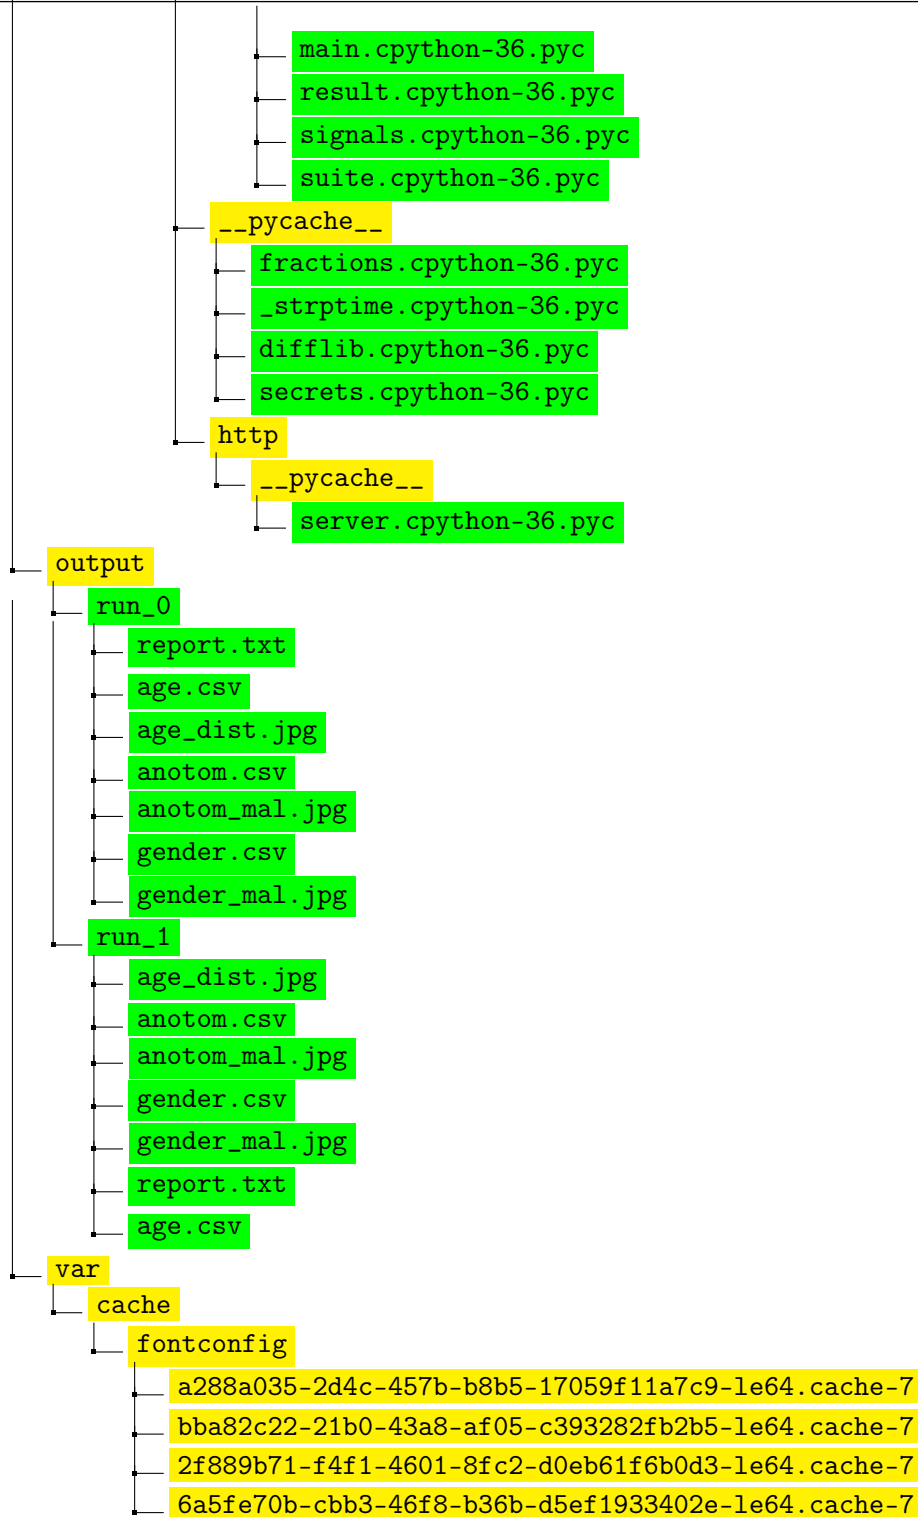 main.cpython-36.pyc
result.cpython-36.pyc
signals.cpython-36.pyc
suite.cpython-36.pyc
__pycache__
fractions.cpython-36.pyc
_strptime.cpython-36.pyc
difflib.cpython-36.pyc
secrets.cpython-36.pyc
http
__pycache__
server.cpython-36.pyc
output
run_0
report.txt
age.csv
age_dist.jpg
anotom.csv
anotom_mal.jpg
gender.csv
gender_mal.jpg
run_1
age_dist.jpg
anotom.csv
anotom_mal.jpg
gender.csv
gender_mal.jpg
report.txt
age.csv
var
cache
fontconfig
a288a035-2d4c-457b-b8b5-17059f11a7c9-le64.cache-7
bba82c22-21b0-43a8-af05-c393282fb2b5-le64.cache-7
2f889b71-f4f1-4601-8fc2-d0eb61f6b0d3-le64.cache-7
6a5fe70b-cbb3-46f8-b36b-d5ef1933402e-le64.cache-7